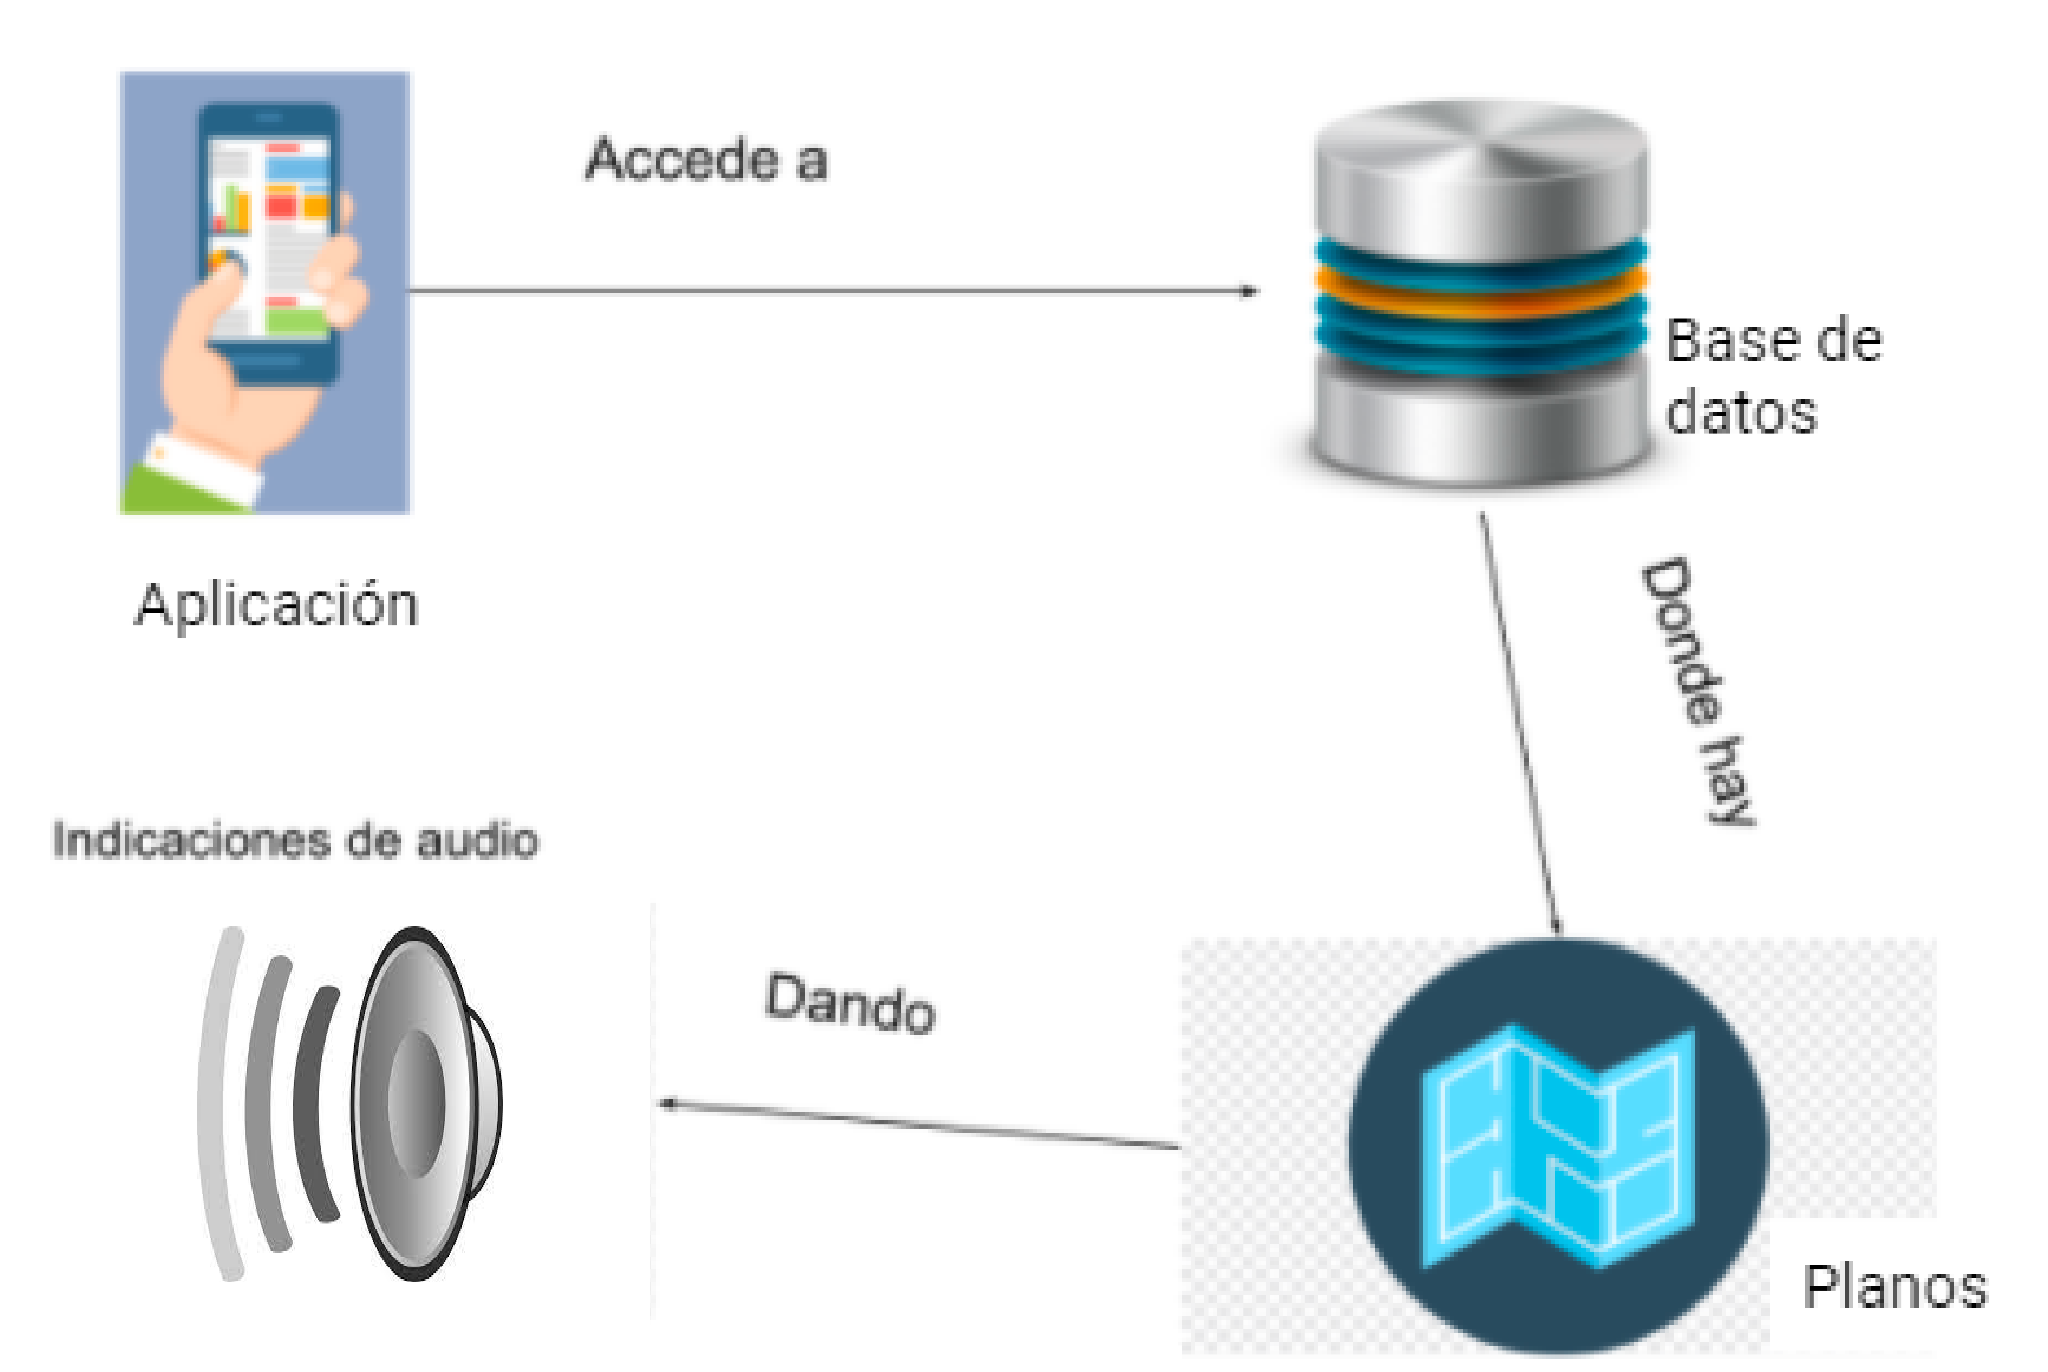 Accede a
Base de
datos
Aplicación
Donde hay
Indicaciones de audio
Dando
Planos